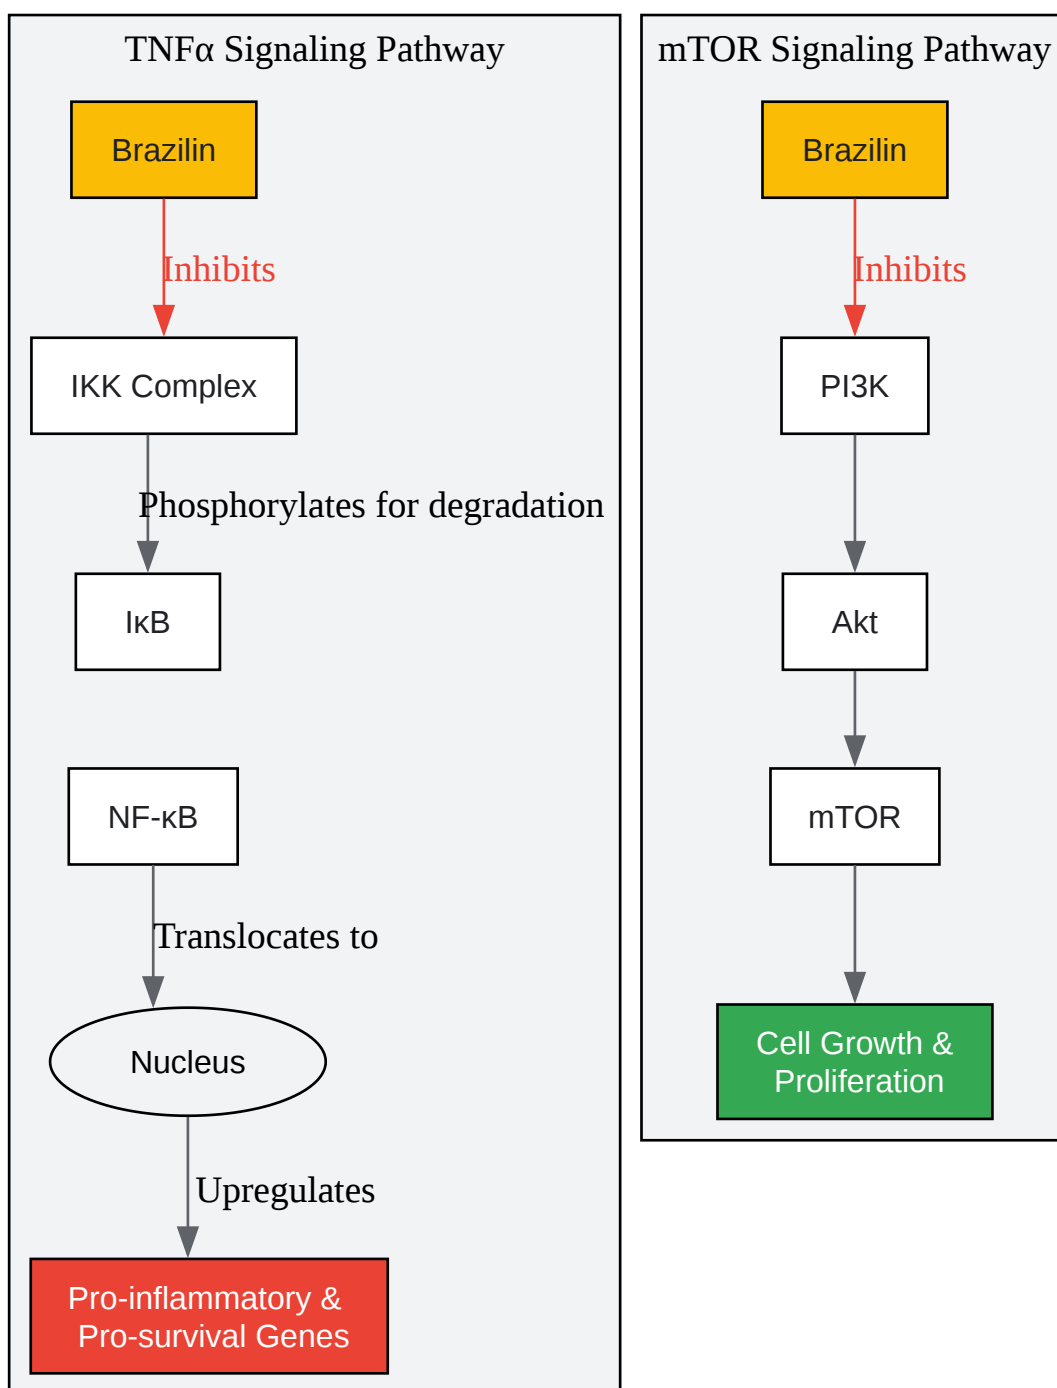 TNFα Signaling Pathway
Brazilin
Inhibits
IKK Complex
Phosphorylates for degradation
IκB
NF-κB
Translocates to
Nucleus
Upregulates
Pro-inflammatory &
Pro-survival Genes
mTOR Signaling Pathway
Brazilin
Inhibits
PI3K
Akt
mTOR
Cell Growth &
Proliferation